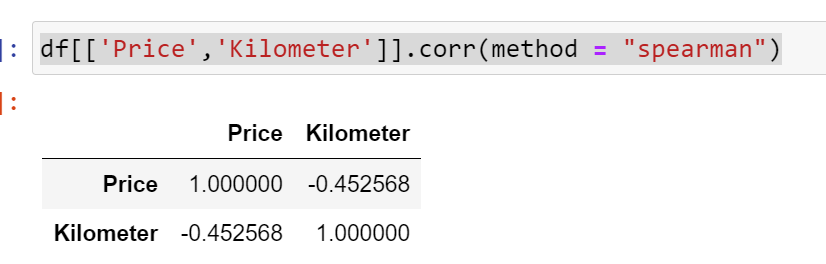 ]: df[['Price','Kilometer']].corr(method = "spearman")
]:
Price Kilometer
Price 1.000000 -0.452568
Kilometer -0.452568 1.000000